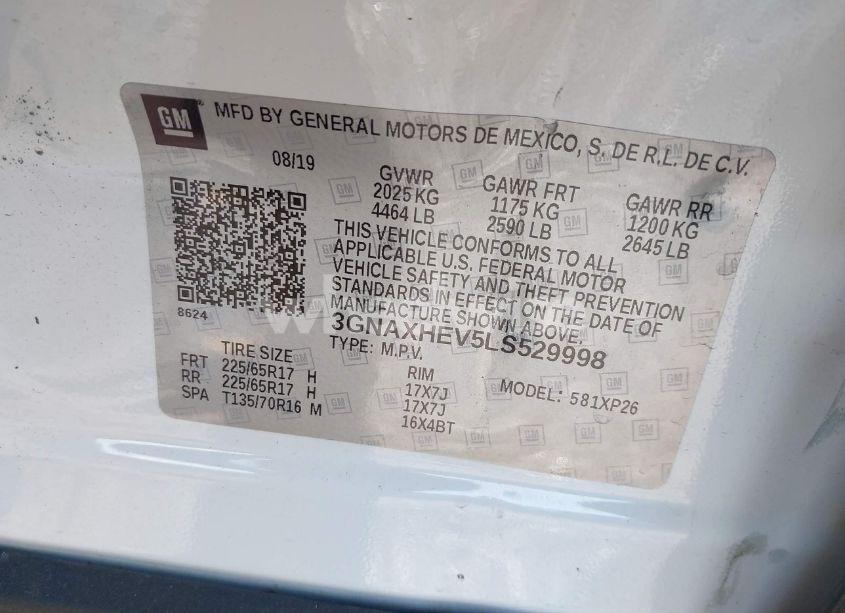 GM
MFD BY GENERAL MOTORS DE MEXICO, S. DE R.L. DE C.V.
08/19
GVWR GAWR FRT GAWR RR
2025 KG 1175 KG 1200 KG
4464 LB 2590 LB 2645 LB
THIS VEHICLE CONFORMS TO ALL
APPLICABLE U.S. FEDERAL MOTOR
VEHICLE SAFETY AND THEFT PREVENTION
STANDARDS IN EFFECT ON THE DATE OF
MANUFACTURE SHOWN ABOVE.
8624
3GNAXHEV5LS529998
TYPE: M.P.V.
TIRE SIZE RIM MODEL: 581XP26
FRT 225/65R17 H 17X7J
RR 225/65R17 H 17X7J
SPA T135/70R16 M 16X4BT